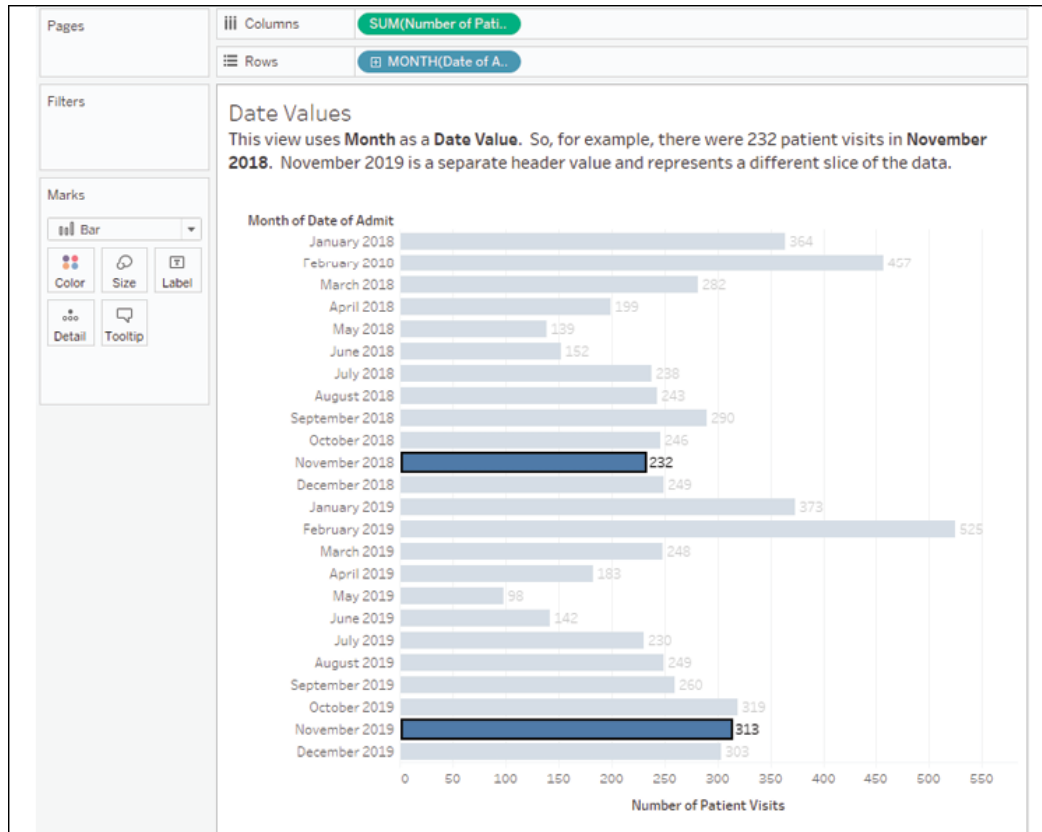 Pages
Columns
SUM(Number of Pati..
Rows
MONTH(Date of A..
Filters
Date Values
This view uses Month as a Date Value. So, for example, there were 232 patient visits in November
2018. November 2019 is a separate header value and represents a different slice of the data.
Marks
Bar
Color
Size
Label
Detail
Tooltip
Month of Date of Admit
January 2018 364
February 2018 457
March 2018 282
April 2018 199
May 2018 139
June 2018 152
July 2018 238
August 2018 243
September 2018 290
October 2018 246
November 2018 232
December 2018 249
January 2019 373
February 2019 525
March 2019 248
April 2019 183
May 2019 98
June 2019 142
July 2019 230
August 2019 249
September 2019 260
October 2019 319
November 2019 313
December 2019 303
0 50 100 150 200 250 300 350 400 450 500 550
Number of Patient Visits